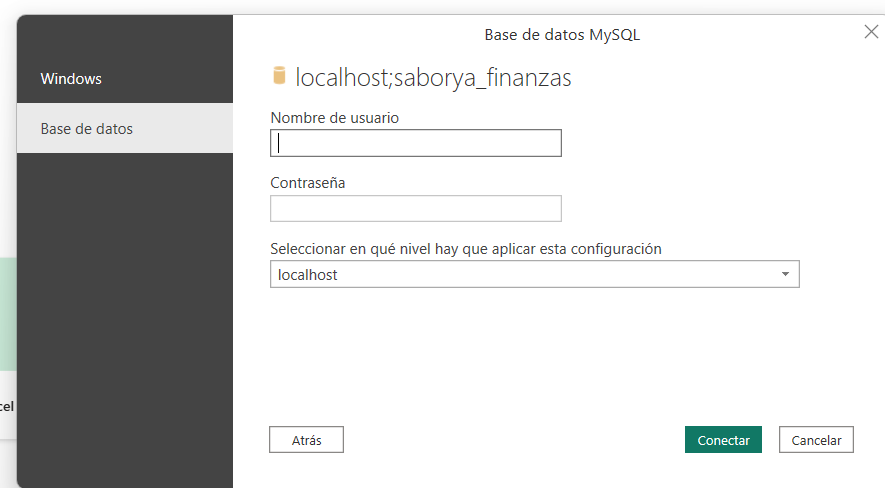 Base de datos MySQL
Windows
Base de datos
localhost;saborya_finanzas
Nombre de usuario
Contraseña
Seleccionar en qué nivel hay que aplicar esta configuración
localhost
cel
Atrás
Conectar
Cancelar